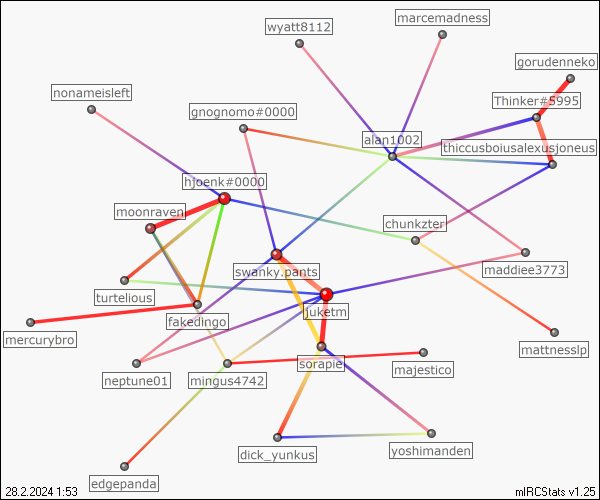 marcemadness
wyatt8112
gorudenneko
nonameisleft
Thinker#5995
gnognomo#0000
alan1002
thiccusboiusalexusjoneus
hjoenk#0000
moonraven
chunkzter
swanky.pants
maddiee3773
turtelious
juketm
fakedingo
mercurybro
mattnesslp
sorapie
majestico
neptune01
mingus4742
yoshimanden
dick_yunkus
edgepanda
28.2.2024 1:53
mIRCStats v1.25